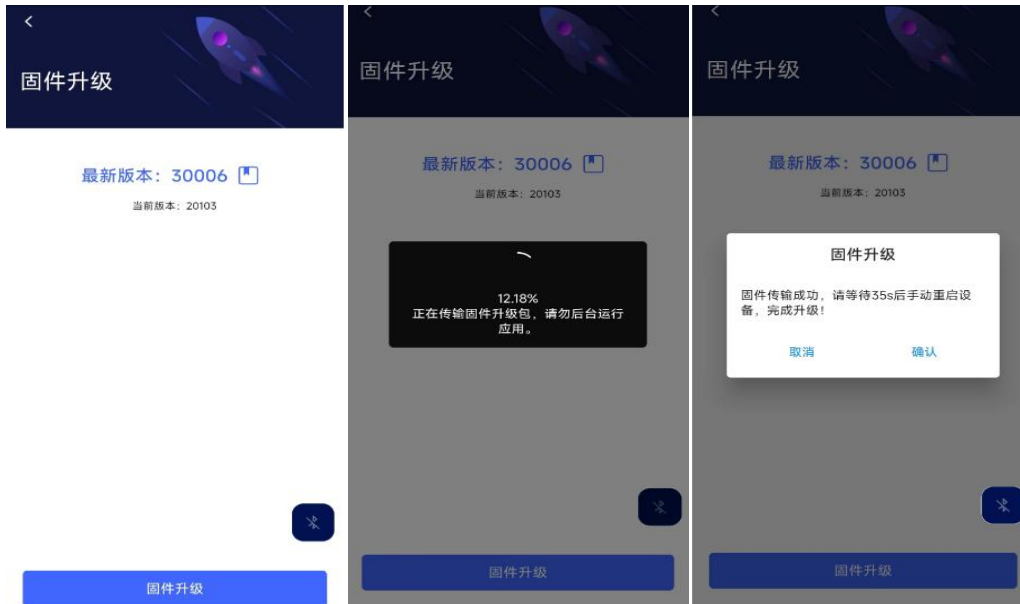 固件升级
最新版本：30006
当前版本：20103
固件升级
固件升级
最新版本：30006
当前版本：20103
12.18%
正在传输固件升级包，请勿后台运行
应用。
固件升级
固件升级
最新版本：30006
当前版本：20103
固件升级
固件传输成功，请等待35s后手动重启设
备，完成升级！
取消
确认
固件升级